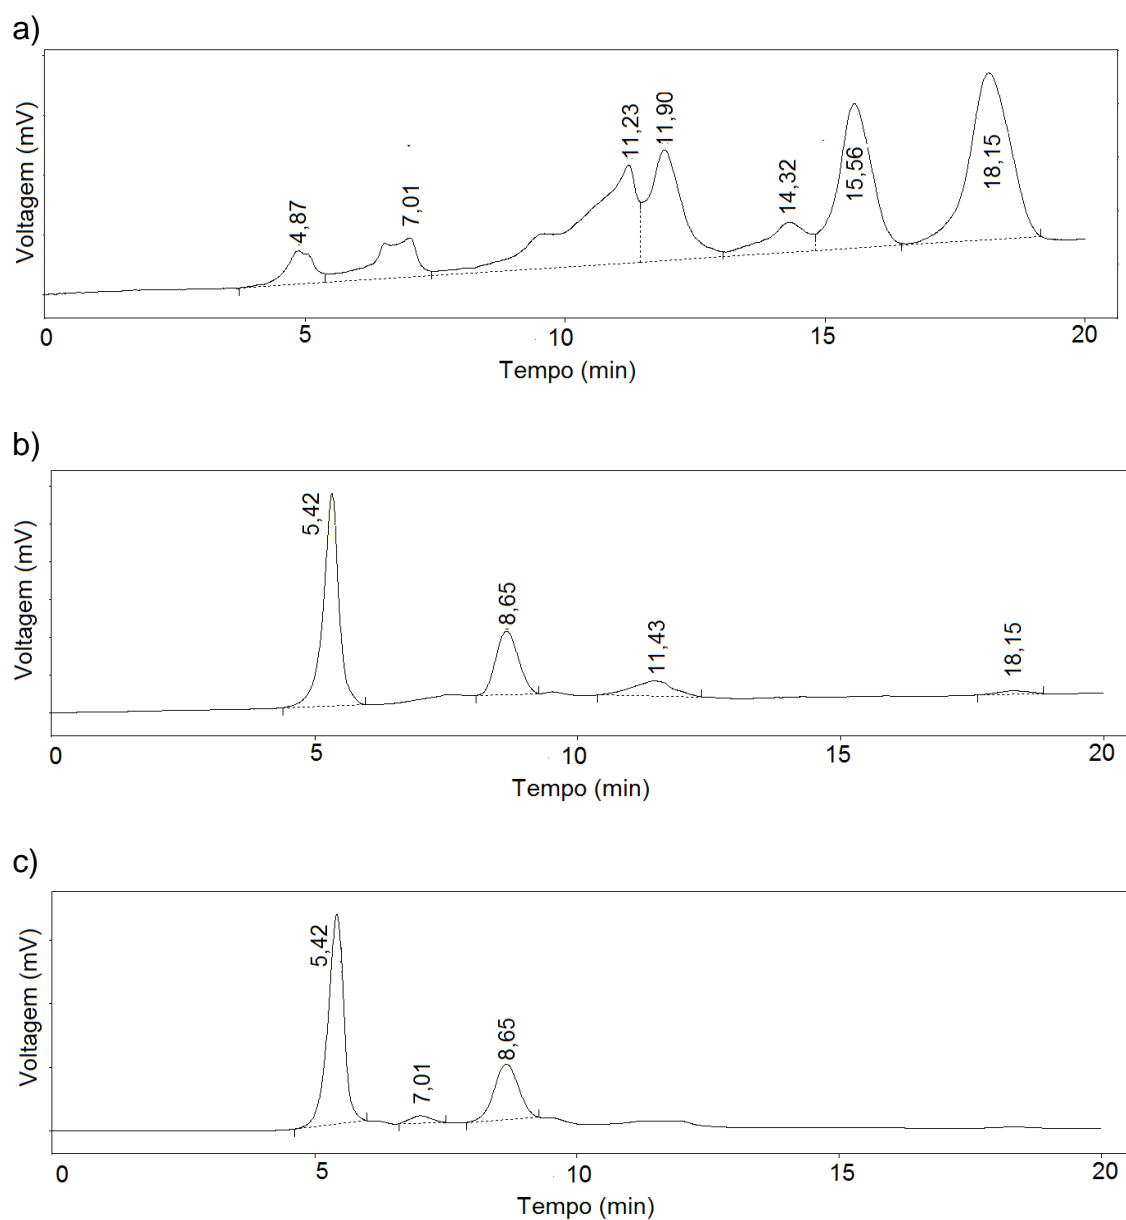 a)
Voltagem (mV)
4,87
7,01
11,23
11,90
14,32
15,56
18,15
0 5 10 15 20
Tempo (min)
b)
Voltagem (mV)
5,42
8,65
11,43
18,15
0 5 10 15 20
Tempo (min)
c)
Voltagem (mV)
5,42
7,01
8,65
0 5 10 15 20
Tempo (min)